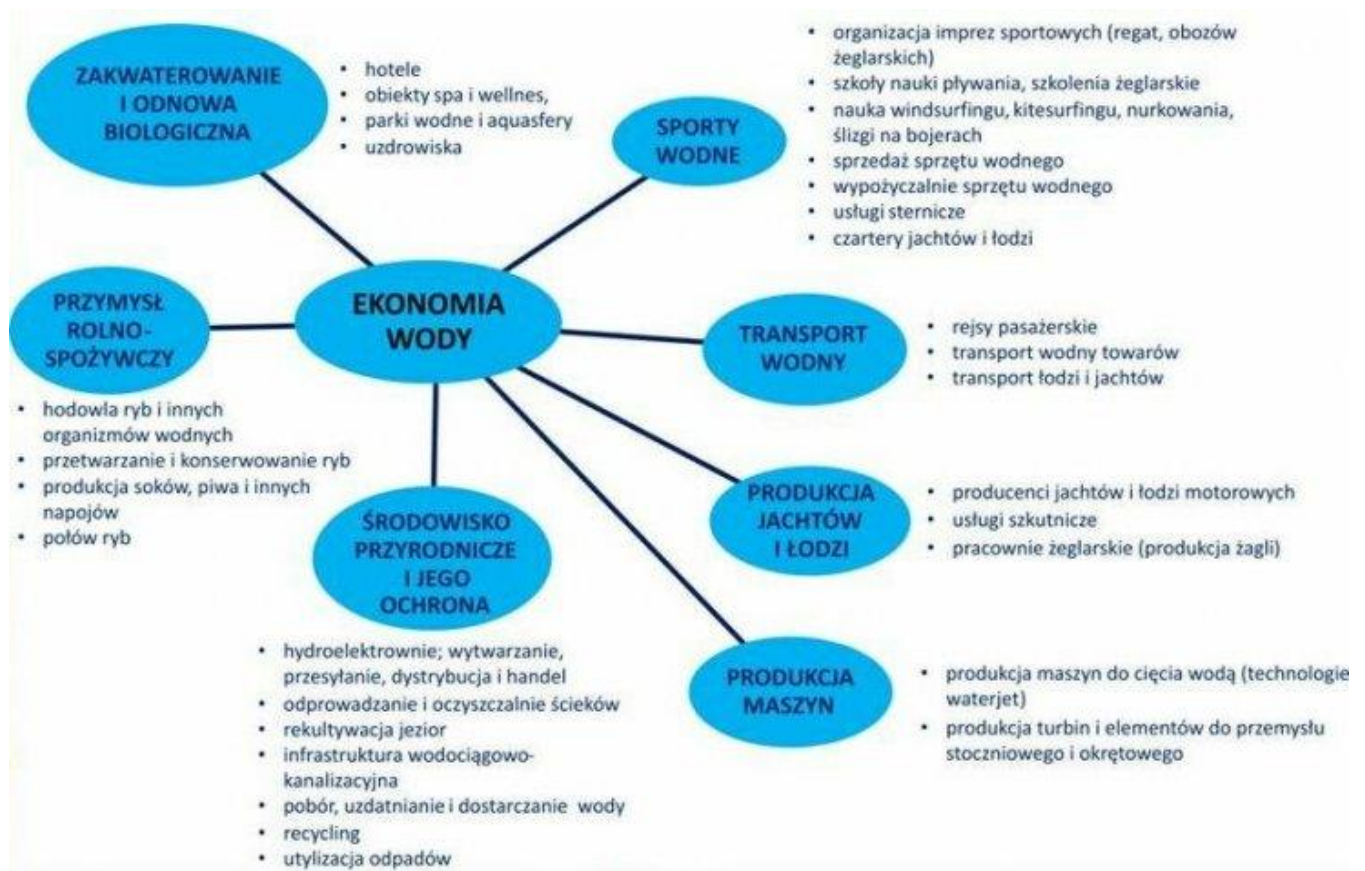 ZAKWATEROWANIE
I ODNOWA
BIOLOGICZNA
• hotele
• obiekty spa i wellnes,
• parki wodne i aquasfery
• uzdrowiska
SPORTY
WODNE
• organizacja imprez sportowych (regat, obozów
żeglarskich)
• szkoły nauki pływania, szkolenia żeglarskie
• nauka windsurfingu, kitesurfingu, nurkowania,
ślizgi na bojerach
• sprzedaż sprzętu wodnego
• wypożyczalnie sprzętu wodnego
• usługi sternicze
• czartery jachtów i łodzi
PRZYMYSŁ
ROLNO-
SPOŻYWCZY
• hodowla ryb i innych
organizmów wodnych
• przetwarzanie i konserwowanie ryb
• produkcja soków, piwa i innych
napojów
• połów ryb
EKONOMIA
WODY
TRANSPORT
WODNY
• rejsy pasażerskie
• transport wodny towarów
• transport łodzi i jachtów
PRODUKCJA
JACHTÓW
I ŁODZI
• producenci jachtów i łodzi motorowych
• usługi szkutnicze
• pracownie żeglarskie (produkcja żagli)
ŚRODOWISKO
PRZYRODNICZE
I JEGO
OCHRONA
• hydroelektrownie; wytwarzanie,
przesyłanie, dystrybucja i handel
• odprowadzanie i oczyszczalnie ścieków
• rekultywacja jezior
• infrastruktura wodociągowo-
kanalizacyjna
• pobór, uzdatnianie i dostarczanie wody
• recycling
• utylizacja odpadów
PRODUKCJA
MASZYN
• produkcja maszyn do cięcia wodą (technologie
waterjet)
• produkcja turbin i elementów do przemysłu
stoczniowego i okrętowego